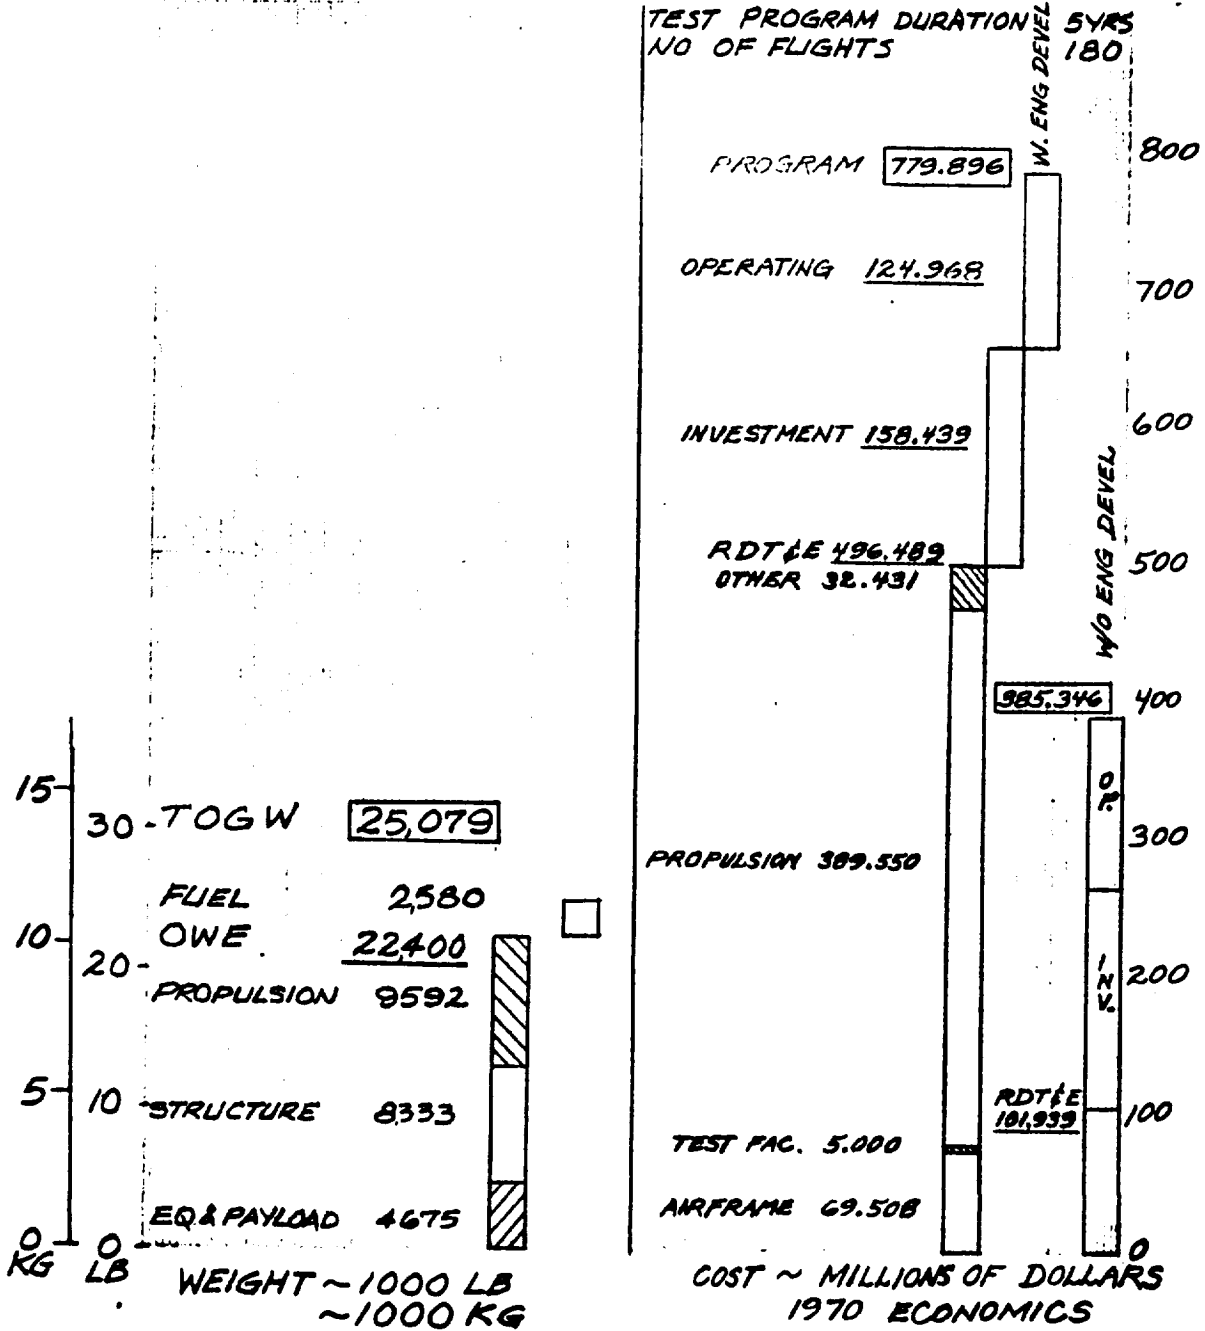 TEST PROGRAM DURATION 5YRS
NO OF FLIGHTS 180
W. ENG DEVEL
800
PROGRAM 779.896
OPERATING 124.968
700
INVESTMENT 158.439
600
W/O ENG DEVEL
RDT&E 496.489
500
OTHER 32.431
385.346
400
OP.
300
PROPULSION 389.550
INV.
200
RDT&E
101,939
100
TEST FAC. 5.000
AIRFRAME 69.508
0
COST ~ MILLIONS OF DOLLARS
1970 ECONOMICS
15
30 TOGW 25,079
FUEL 2,580
10 OWE 22,400
20
PROPULSION 9592
5 10 STRUCTURE 8,333
EQ & PAYLOAD 4675
0 0
KG LB
WEIGHT ~ 1000 LB
~ 1000 KG